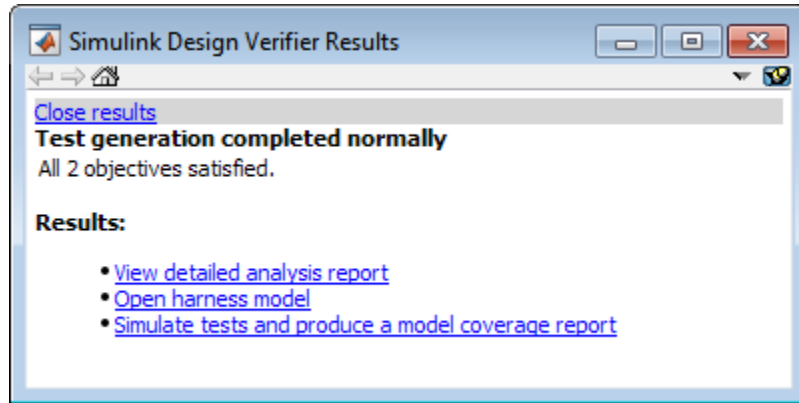 Simulink Design Verifier Results
Close results
Test generation completed normally
All 2 objectives satisfied.
Results:
• View detailed analysis report
• Open harness model
• Simulate tests and produce a model coverage report